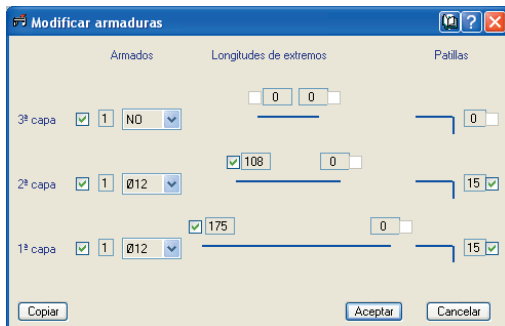 Modificar armaduras
Armados Longitudes de extremos Patillas
0 0
3ª capa 1 NO 0
108 0
2ª capa 1 Ø12 15
175 0
1ª capa 1 Ø12 15
Copiar Aceptar Cancelar